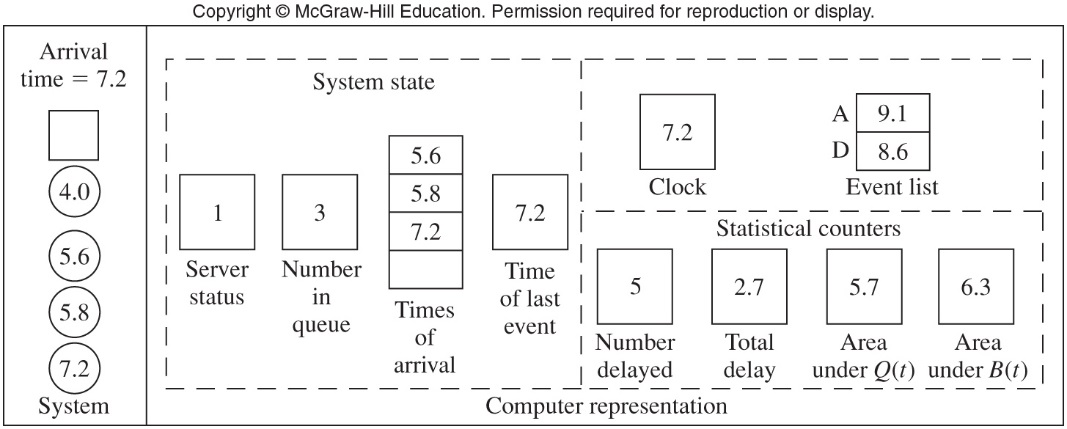 Copyright © McGraw-Hill Education. Permission required for reproduction or display.
Arrival
time = 7.2
4.0
5.6
5.8
7.2
System
System state
1
Server
status
3
Number
in
queue
5.6
5.8
7.2
Times
of
arrival
7.2
Time
of last
event
7.2
Clock
A 9.1
D 8.6
Event list
Statistical counters
5
Number
delayed
2.7
Total
delay
5.7
Area
under Q(t)
6.3
Area
under B(t)
Computer representation